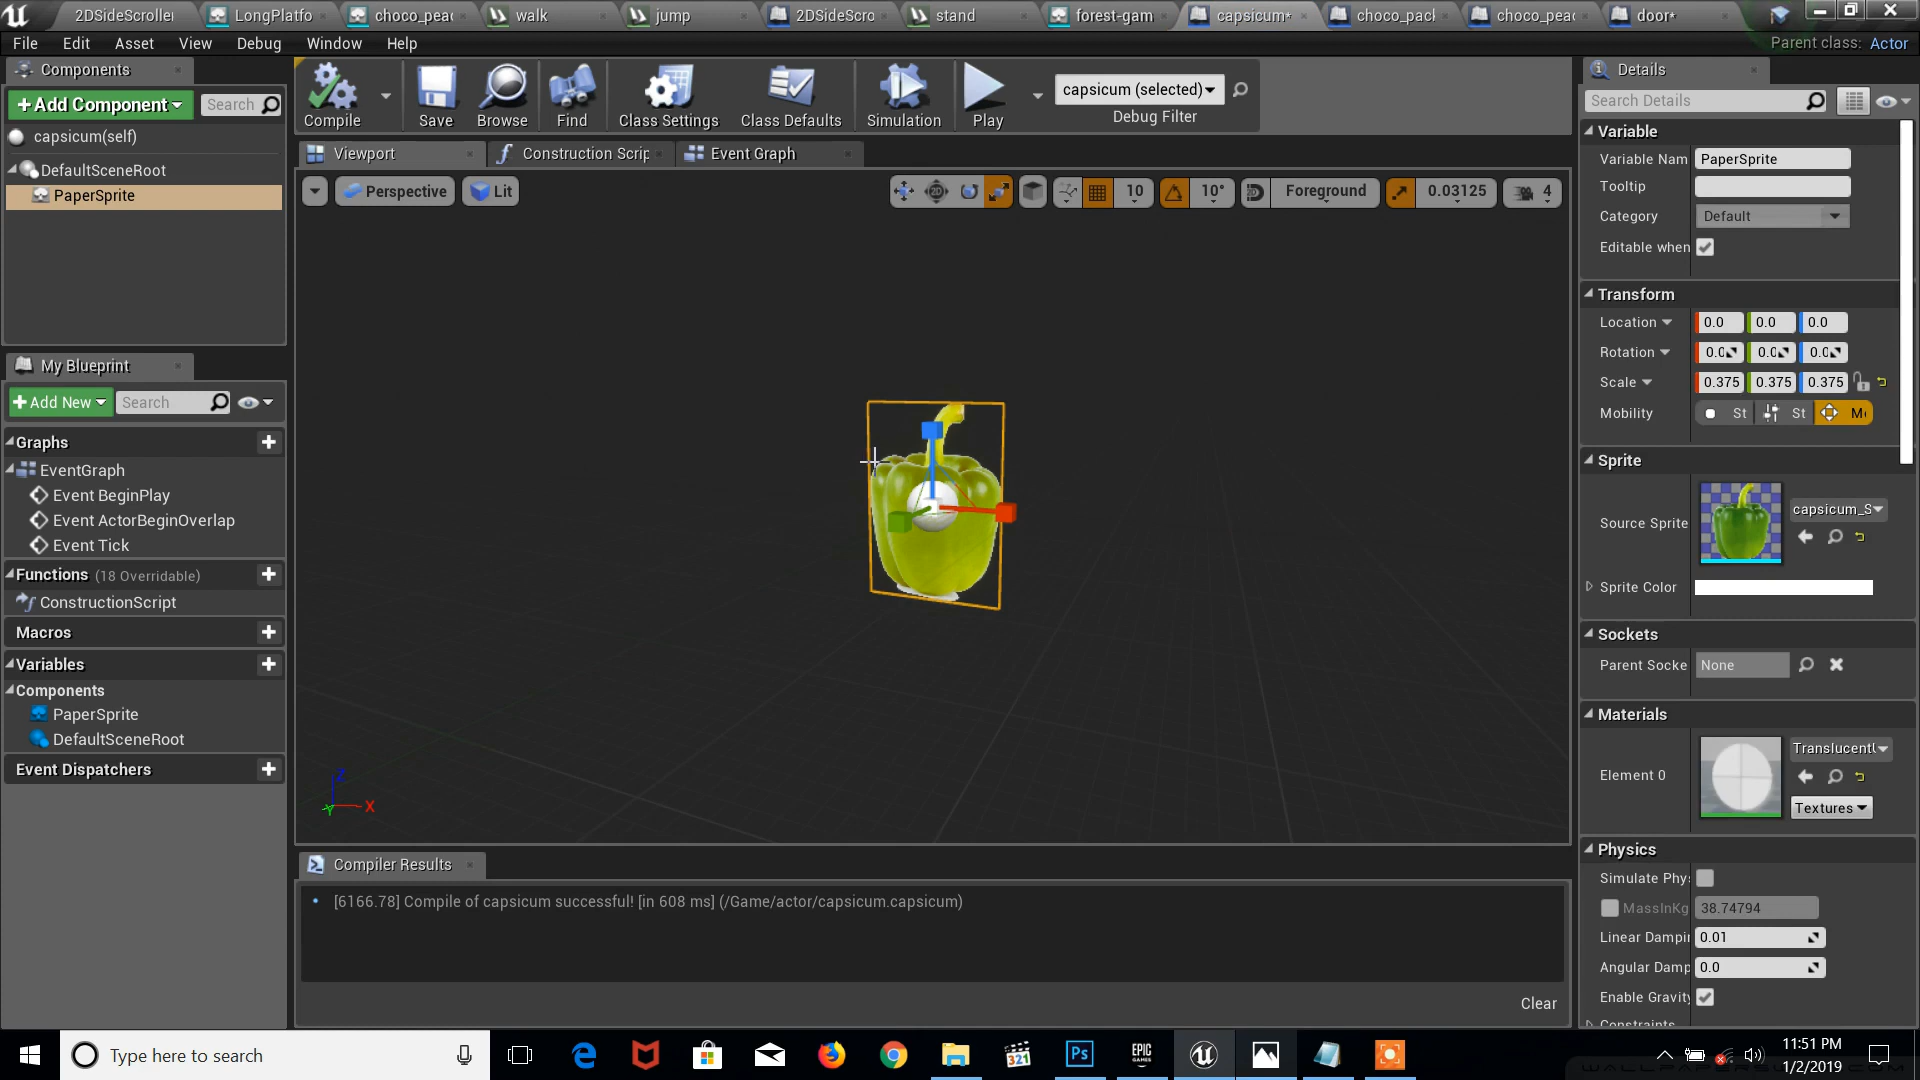 2DSideScroller
LongPlatfo
choco_pea
walk
jump
2DSideScro
stand
forest-gam
capsicum*
choco_pack
choco_pea
door*
File Edit Asset View Debug Window Help
Parent class: Actor
Components
+Add Component
Search
capsicum(self)
DefaultSceneRoot
PaperSprite
Compile
Save
Browse
Find
Class Settings
Class Defaults
Simulation
Play
capsicum (selected)
Debug Filter
Viewport
Construction Scrip
Event Graph
Perspective
Lit
10
10°
Foreground
0.03125
4
Z
X
Y
My Blueprint
+Add New
Search
Graphs
EventGraph
Event BeginPlay
Event ActorBeginOverlap
Event Tick
Functions (18 Overridable)
ConstructionScript
Macros
Variables
Components
PaperSprite
DefaultSceneRoot
Event Dispatchers
Compiler Results
[6166.78] Compile of capsicum successful! [in 608 ms] (/Game/actor/capsicum.capsicum)
Clear
Details
Search Details
Variable
Variable Nam PaperSprite
Tooltip
Category Default
Editable when
Transform
Location 0.0 0.0 0.0
Rotation 0.0 0.0 0.0
Scale 0.375 0.375 0.375
Mobility St St Mo
Sprite
Source Sprite capsicum_S
Sprite Color
Sockets
Parent Socke None
Materials
Element 0 Translucentl
Textures
Physics
Simulate Phy
MassInKg 38.74794
Linear Dampin 0.01
Angular Damp 0.0
Enable Gravity
Constraints
Type here to search
321
Ps
EPIC
GAMES
11:51 PM
1/2/2019